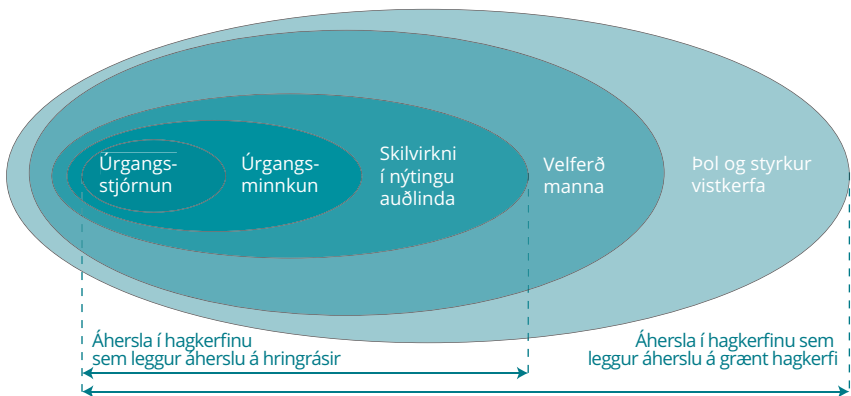 Úrgangs-
stjórnun
Úrgangs-
minnkun
Skilvirkni
í nýtingu
auðlinda
Velferð
manna
Þol og styrkur
vistkerfa
Áhersla í hagkerfinu
sem leggur áherslu á hringrásir
Áhersla í hagkerfinu sem
leggur áherslu á grænt hagkerfi